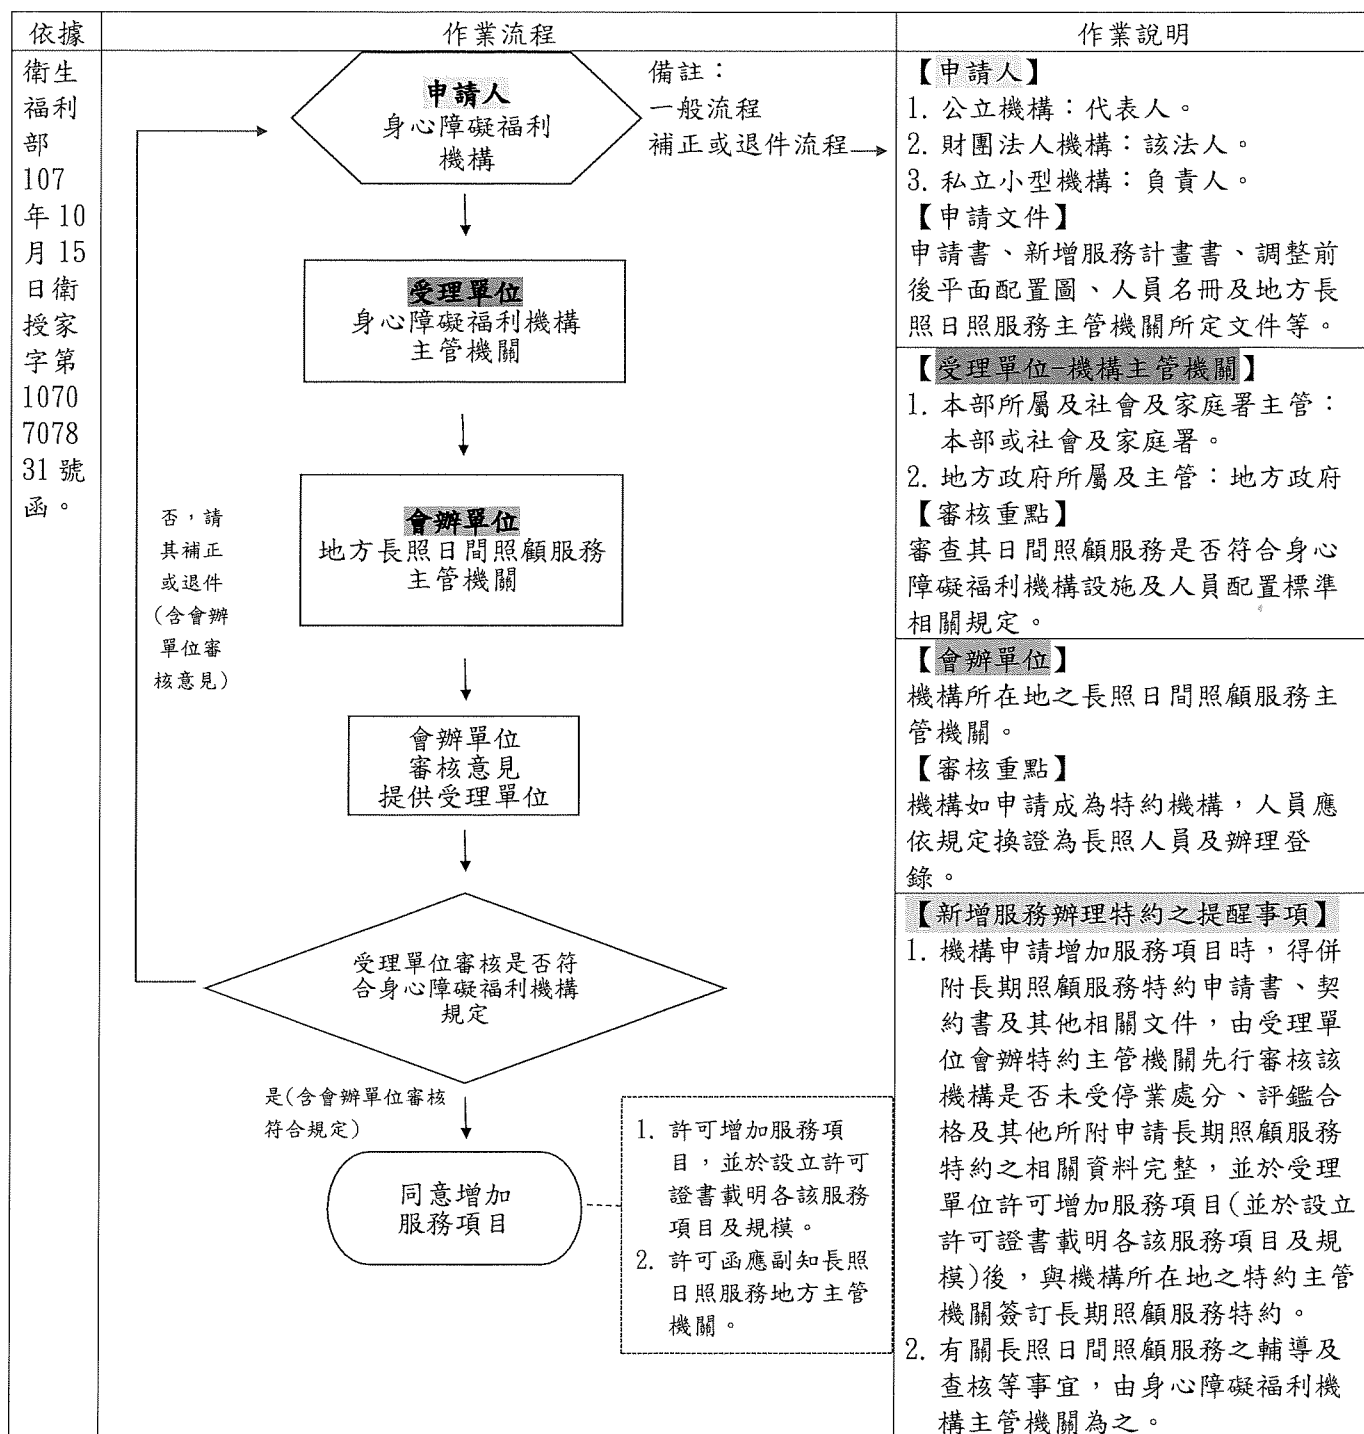 依據
作業流程
作業說明
衛生
福利
部
107
年 10
月 15
日衛
授家
字第
1070
7078
31 號
函。
申請人
身心障礙福利
機構
備註：
一般流程
補正或退件流程
受理單位
身心障礙福利機構
主管機關
會辦單位
地方長照日間照顧服務
主管機關
否，請
其補正
或退件
(含會辦
單位審
核意見)
會辦單位
審核意見
提供受理單位
受理單位審核是否符
合身心障礙福利機構
規定
是(含會辦單位審核
符合規定)
同意增加
服務項目
1. 許可增加服務項
目，並於設立許可
證書載明各該服務
項目及規模。
2. 許可函應副知長照
日照服務地方主管
機關。
【申請人】
1. 公立機構：代表人。
2. 財團法人機構：該法人。
3. 私立小型機構：負責人。
【申請文件】
申請書、新增服務計畫書、調整前
後平面配置圖、人員名冊及地方長
照日照服務主管機關所定文件等。
【受理單位-機構主管機關】
1. 本部所屬及社會及家庭署主管：
本部或社會及家庭署。
2. 地方政府所屬及主管：地方政府
【審核重點】
審查其日間照顧服務是否符合身心
障礙福利機構設施及人員配置標準
相關規定。
【會辦單位】
機構所在地之長照日間照顧服務主
管機關。
【審核重點】
機構如申請成為特約機構，人員應
依規定換證為長照人員及辦理登
錄。
【新增服務辦理特約之提醒事項】
1. 機構申請增加服務項目時，得併
附長期照顧服務特約申請書、契
約書及其他相關文件，由受理單
位會辦特約主管機關先行審核該
機構是否未受停業處分、評鑑合
格及其他所附申請長期照顧服務
特約之相關資料完整，並於受理
單位許可增加服務項目(並於設立
許可證書載明各該服務項目及規
模)後，與機構所在地之特約主管
機關簽訂長期照顧服務特約。
2. 有關長照日間照顧服務之輔導及
查核等事宜，由身心障礙福利機
構主管機關為之。